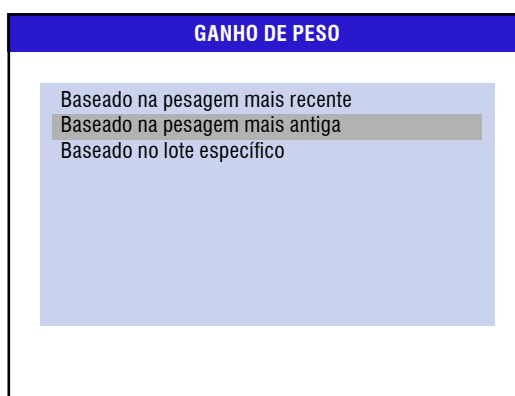 GANHO DE PESO
Baseado na pesagem mais recente
Baseado na pesagem mais antiga
Baseado no lote específico